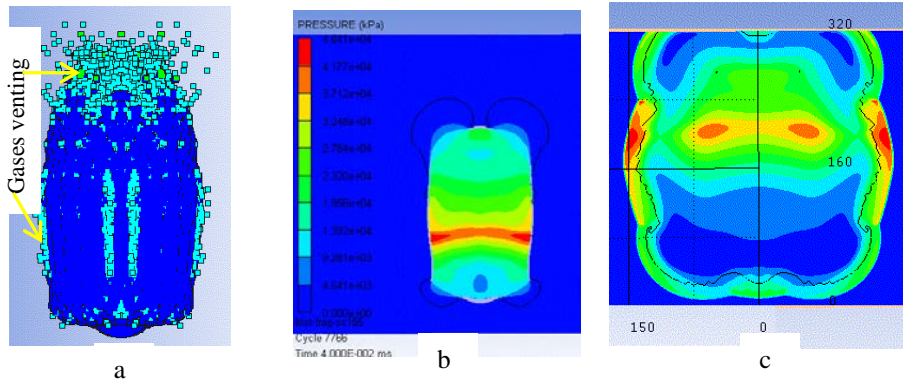 Gases venting
a
PRESSURE (kPa)
4.177e+04
3.712e+04
3.248e+04
2.784e+04
2.320e+04
1.856e+04
1.392e+04
9.281e+03
4.641e+03
0.000e+00
Cycle 7766
Time 4.000E-002 ms
b
320
160
0
150
0
c